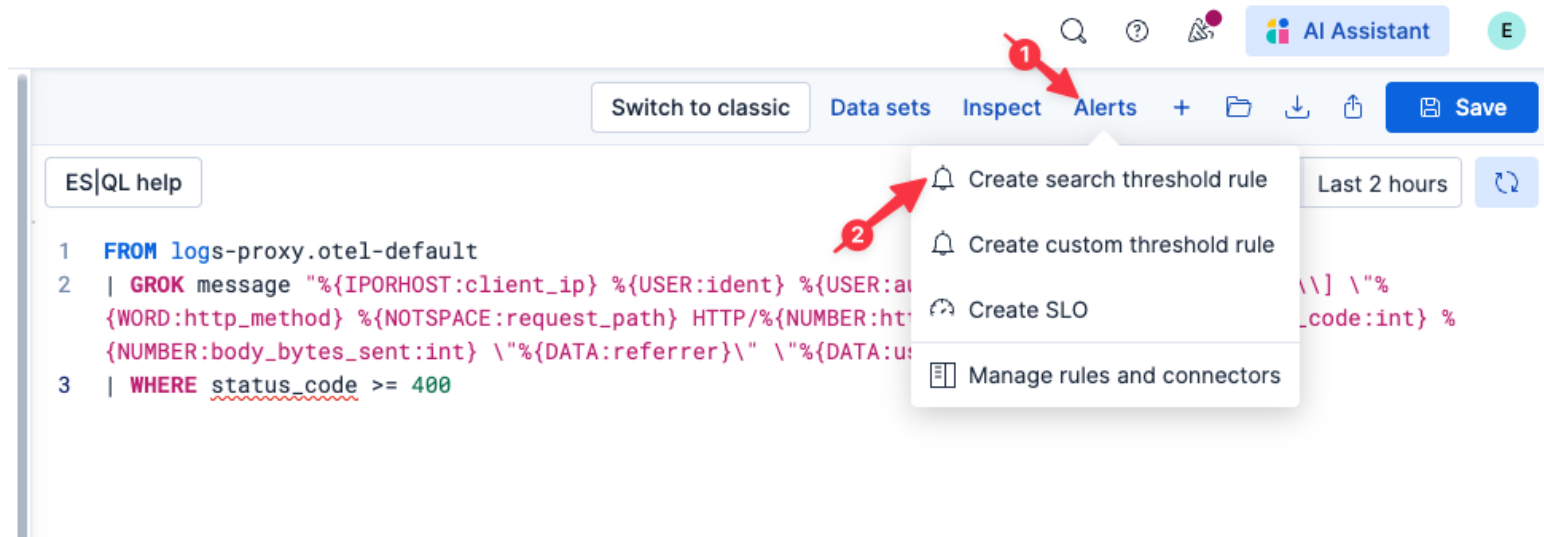 AI Assistant E
1
Switch to classic Data sets Inspect Alerts + Save
ES|QL help Create search threshold rule Last 2 hours
2
Create custom threshold rule
Create SLO
Manage rules and connectors
1 FROM logs-proxy.otel-default
2 | GROK message "%{IPORHOST:client_ip} %{USER:ident} %{USER:au \\] \"%
{WORD:http_method} %{NOTSPACE:request_path} HTTP/%{NUMBER:htt _code:int} %
{NUMBER:body_bytes_sent:int} \"%{DATA:referrer}\" \"%{DATA:us
3 | WHERE status_code >= 400